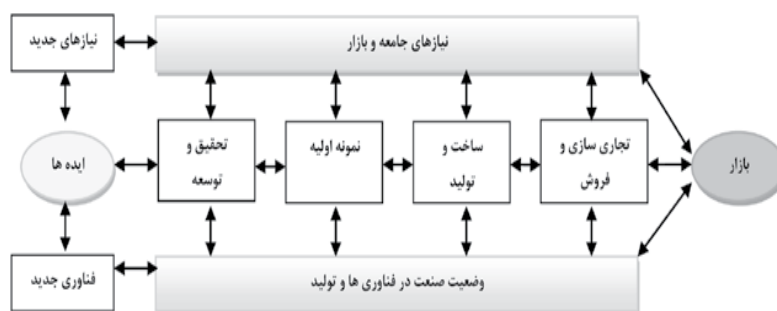 نیازهای جدید
نیازهای جامعه و بازار
ایده ها
تحقیق و
توسعه
نمونه اولیه
ساخت و
تولید
تجاری سازی و
فروش
بازار
فناوری جدید
وضعیت صنعت در فناوری ها و تولید